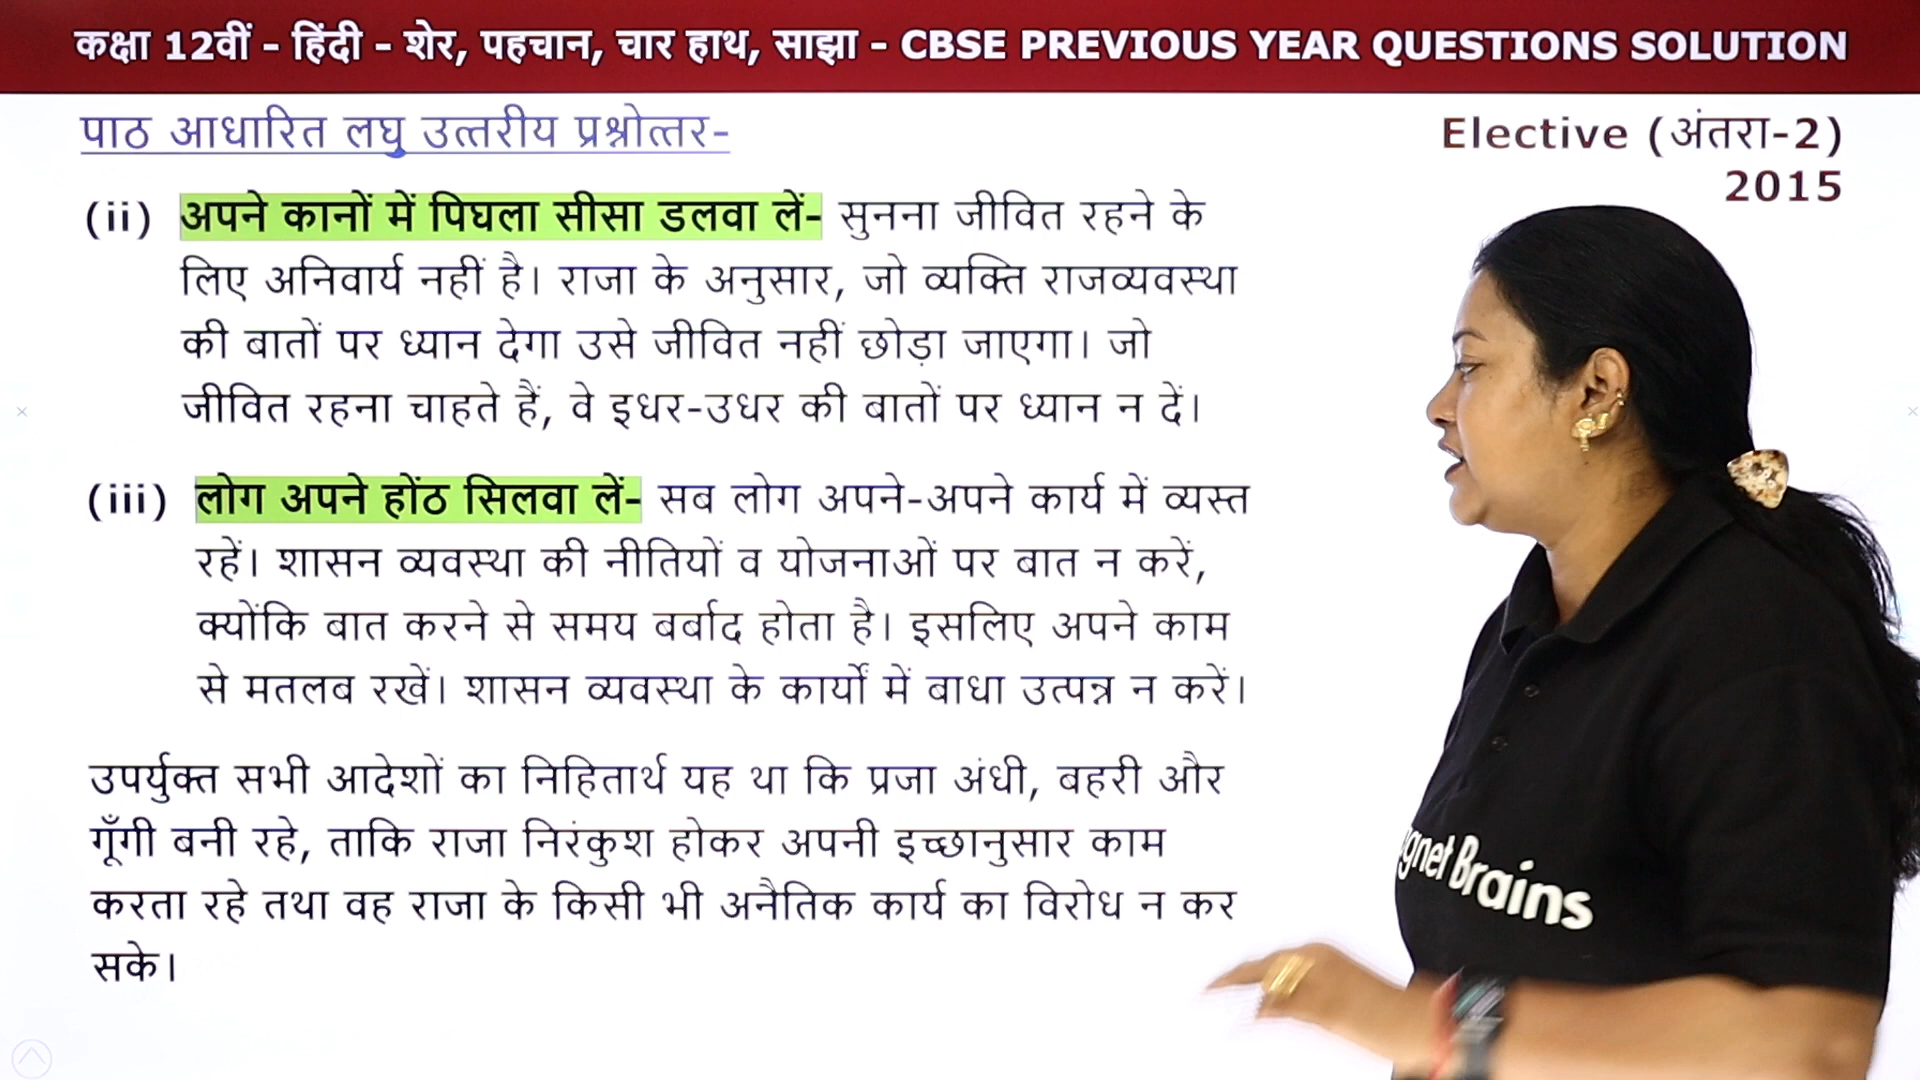 कक्षा 12वीं - हिंदी - शेर, पहचान, चार हाथ, साझा - CBSE PREVIOUS YEAR QUESTIONS SOLUTION
पाठ आधारित लघु उत्तरीय प्रश्नोत्तर-
Elective (अंतरा-2)
2015
(ii) अपने कानों में पिघला सीसा डलवा लें- सुनना जीवित रहने के
लिए अनिवार्य नहीं है। राजा के अनुसार, जो व्यक्ति राजव्यवस्था
की बातों पर ध्यान देगा उसे जीवित नहीं छोड़ा जाएगा। जो
जीवित रहना चाहते हैं, वे इधर-उधर की बातों पर ध्यान न दें।
(iii) लोग अपने होंठ सिलवा लें- सब लोग अपने-अपने कार्य में व्यस्त
रहें। शासन व्यवस्था की नीतियों व योजनाओं पर बात न करें,
क्योंकि बात करने से समय बर्बाद होता है। इसलिए अपने काम
से मतलब रखें। शासन व्यवस्था के कार्यों में बाधा उत्पन्न न करें।
उपर्युक्त सभी आदेशों का निहितार्थ यह था कि प्रजा अंधी, बहरी और
गूँगी बनी रहे, ताकि राजा निरंकुश होकर अपनी इच्छानुसार काम
करता रहे तथा वह राजा के किसी भी अनैतिक कार्य का विरोध न कर
सके।
gnet Brains